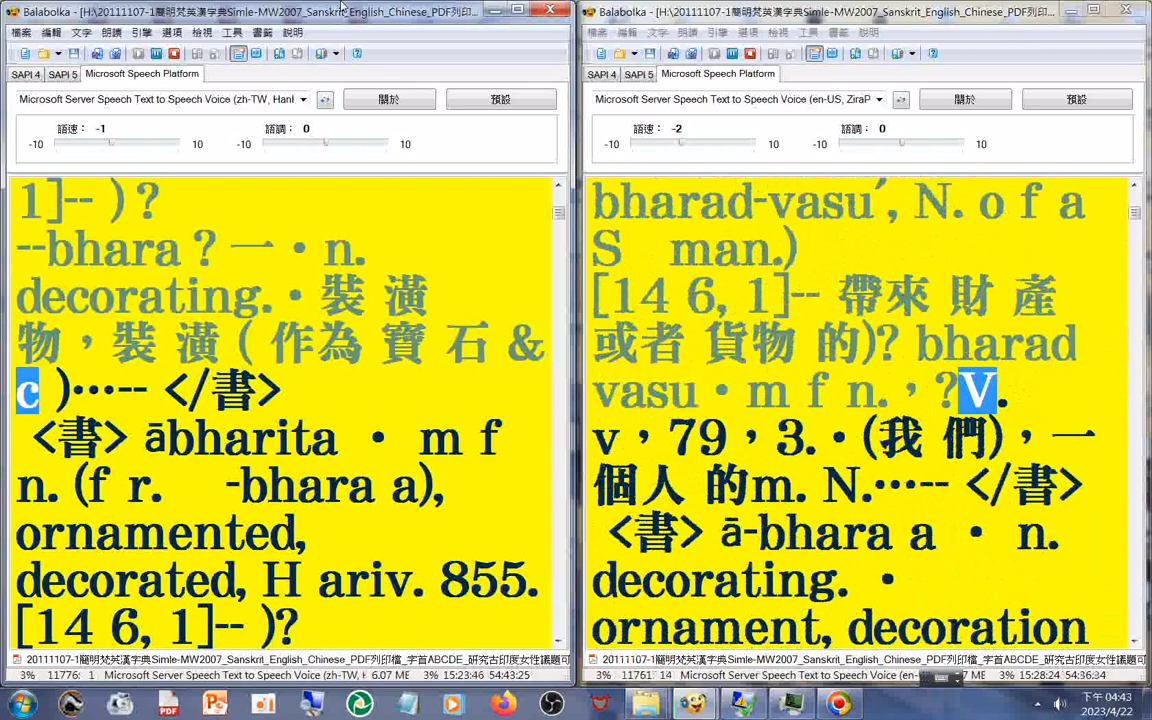 Balabolka - [H:\20111107-1簡明梵英漢字典Simle-MW2007_Sanskrit_English_Chinese_PDF列印...
檔案 編輯 文字 朗讀 引擎 選項 檢視 工具 書籤 說明
SAPI 4 SAPI 5 Microsoft Speech Platform
Microsoft Server Speech Text to Speech Voice (zh-TW, HanI
關於 預設
語速： -1 語調： 0
-10 10 -10 10
1]-- )？
--bhara？一・n.
decorating.・裝 潢
物，裝 潢 ( 作為 寶 石 &
c )…-- </書>
<書> ābharita ・ m f
n. (f r. -bhara a),
ornamented,
decorated, H ariv. 855.
[14 6, 1]-- )?
20111107-1簡明梵英漢字典Simle-MW2007_Sanskrit_English_Chinese_PDF列印檔_字首ABCDE_研究古印度女性議題可
3% 11776: 1 Microsoft Server Speech Text to Speech Voice (zh-TW, H 6.07 ME 3% 15:23:46 54:43:25
Balabolka - [H:\20111107-1簡明梵英漢字典Simle-MW2007_Sanskrit_English_Chinese_PDF列印...
檔案 編輯 文字 朗讀 引擎 選項 檢視 工具 書籤 說明
SAPI 4 SAPI 5 Microsoft Speech Platform
Microsoft Server Speech Text to Speech Voice (en-US, ZiraP
關於 預設
語速： -2 語調： 0
-10 10 -10 10
bharad-vasu´, N. o f a
S man.)
[14 6, 1]-- 帶來 財 產
或者 貨物 的)? bharad
vasu・m f n.，?V.
v，79，3.・(我 們)，一
個人 的m. N.…-- </書>
<書> ā-bhara a ・ n.
decorating. ・
ornament, decoration
20111107-1簡明梵英漢字典Simle-MW2007_Sanskrit_English_Chinese_PDF列印檔_字首ABCDE_研究古印度女性議題可
3% 11761: 14 Microsoft Server Speech Text to Speech Voice 3% 15:28:24 54:36:34
下午 04:43
2023/4/22